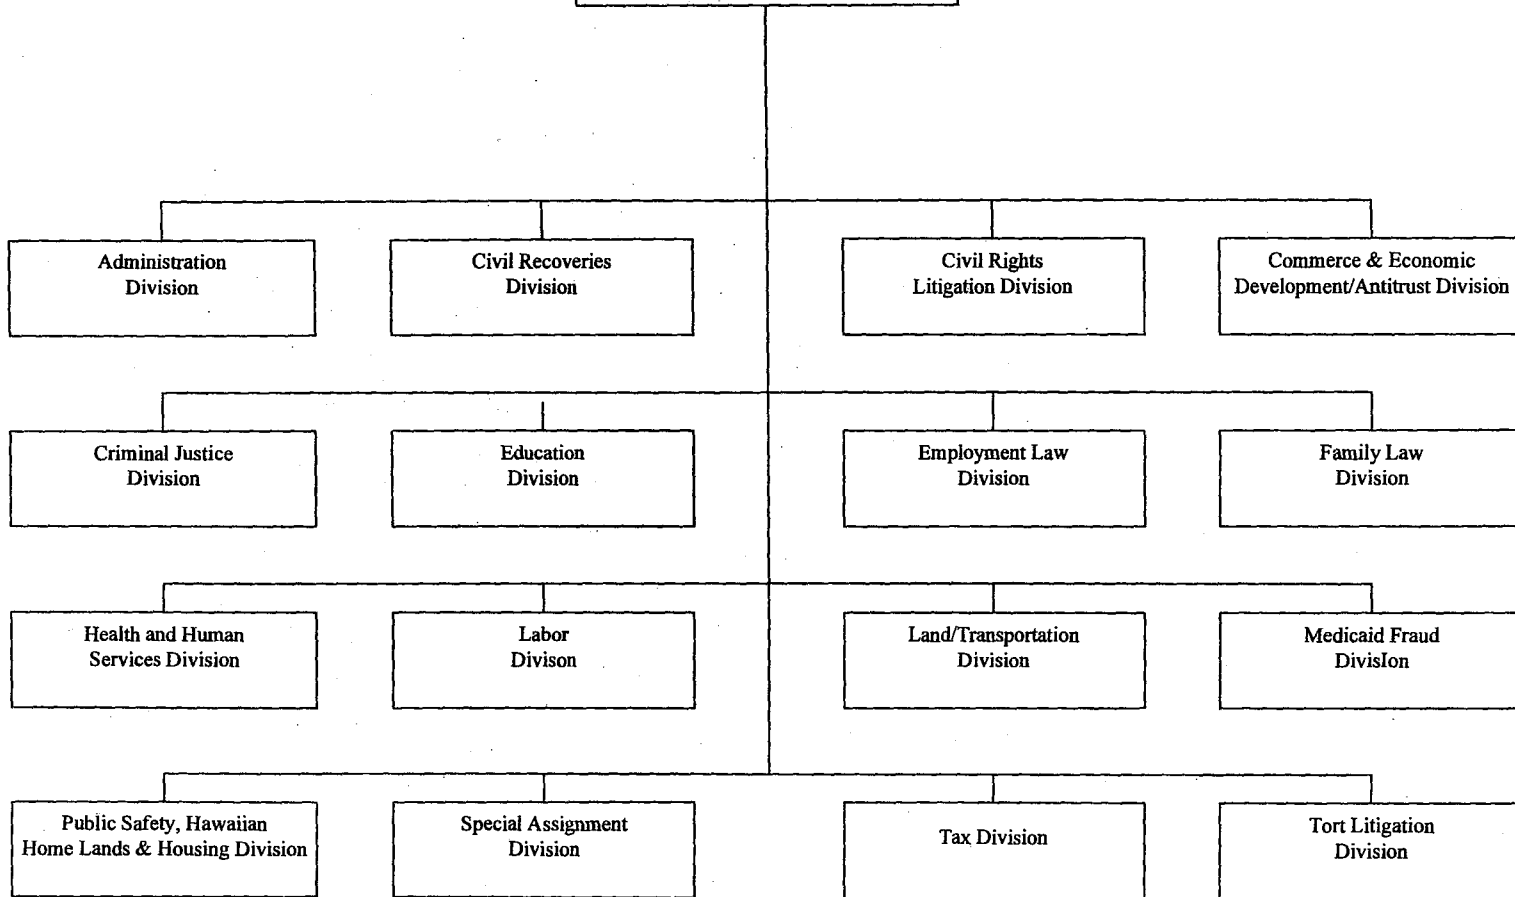 Administration
Division
Civil Recoveries
Division
Civil Rights
Litigation Division
Commerce & Economic
Development/Antitrust Division
Criminal Justice
Division
Education
Division
Employment Law
Division
Family Law
Division
Health and Human
Services Division
Labor
Divison
Land/Transportation
Division
Medicaid Fraud
DivisIon
Public Safety, Hawaiian
Home Lands & Housing Division
Special Assignment
Division
Tax Division
Tort Litigation
Division